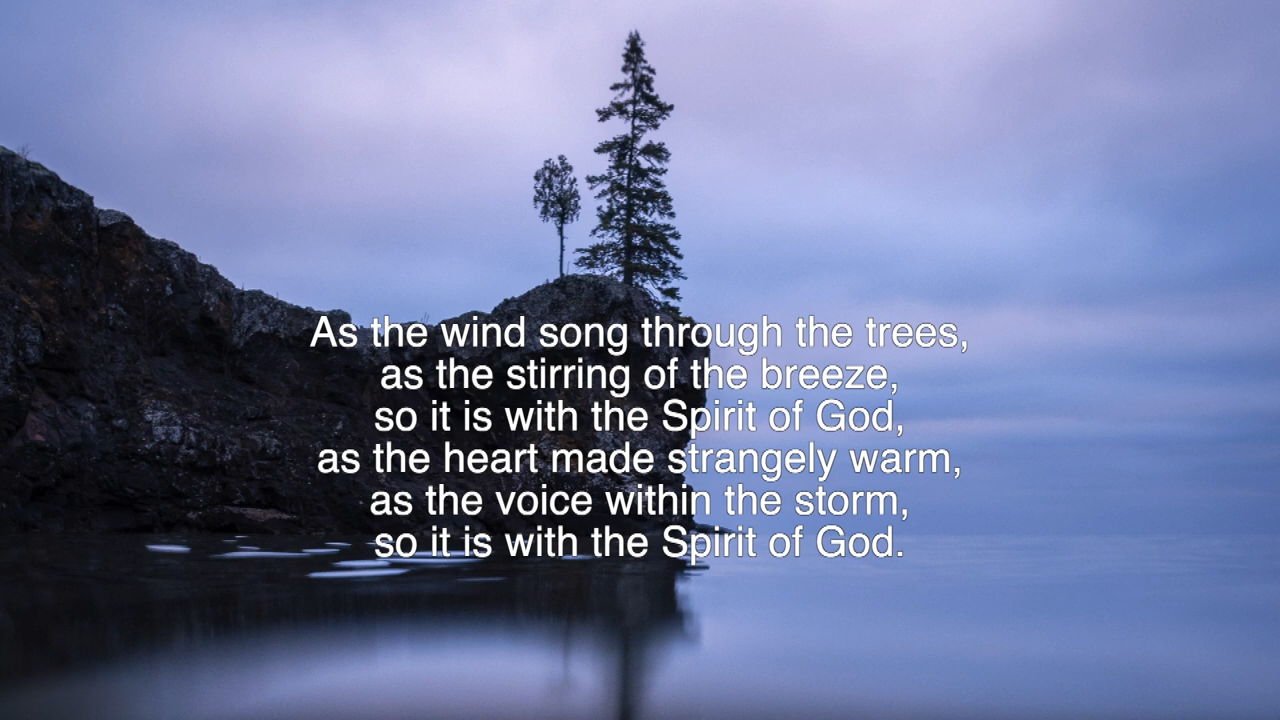 As the wind song through the trees,
as the stirring of the breeze,
so it is with the Spirit of God,
as the heart made strangely warm,
as the voice within the storm,
so it is with the Spirit of God.